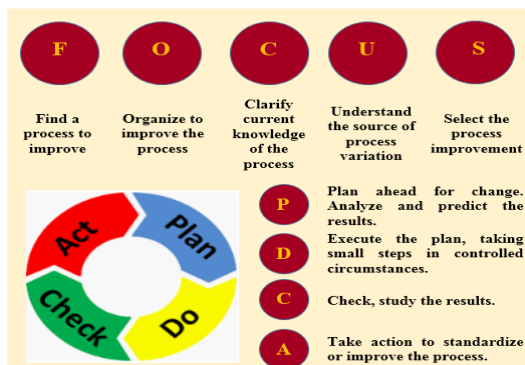 F O C U S
Find a
process to
improve
Organize to
improve the
process
Clarify
current
knowledge
of the
process
Understand
the source of
process
variation
Select the
process
improvement
Act
Plan
Check
Do
P
Plan ahead for change.
Analyze and predict the
results.
D
Execute the plan, taking
small steps in controlled
circumstances.
C
Check, study the results.
A
Take action to standardize
or improve the process.